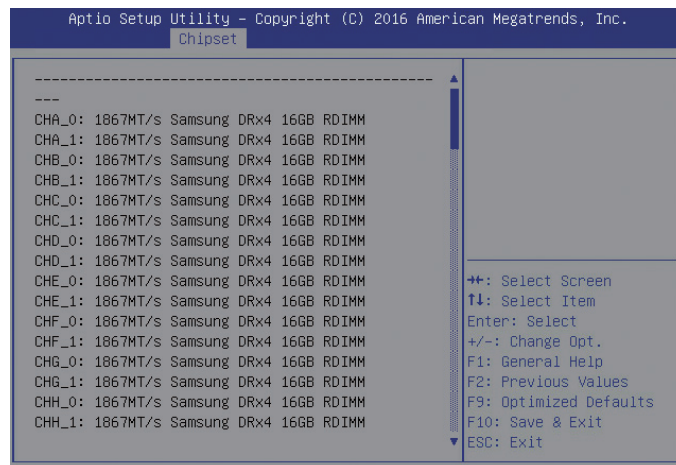 Aptio Setup Utility – Copyright (C) 2016 American Megatrends, Inc.
Chipset
-----------------------------------------------
---
CHA_0: 1867MT/s Samsung DRx4 16GB RDIMM
CHA_1: 1867MT/s Samsung DRx4 16GB RDIMM
CHB_0: 1867MT/s Samsung DRx4 16GB RDIMM
CHB_1: 1867MT/s Samsung DRx4 16GB RDIMM
CHC_0: 1867MT/s Samsung DRx4 16GB RDIMM
CHC_1: 1867MT/s Samsung DRx4 16GB RDIMM
CHD_0: 1867MT/s Samsung DRx4 16GB RDIMM
CHD_1: 1867MT/s Samsung DRx4 16GB RDIMM
CHE_0: 1867MT/s Samsung DRx4 16GB RDIMM
CHE_1: 1867MT/s Samsung DRx4 16GB RDIMM
CHF_0: 1867MT/s Samsung DRx4 16GB RDIMM
CHF_1: 1867MT/s Samsung DRx4 16GB RDIMM
CHG_0: 1867MT/s Samsung DRx4 16GB RDIMM
CHG_1: 1867MT/s Samsung DRx4 16GB RDIMM
CHH_0: 1867MT/s Samsung DRx4 16GB RDIMM
CHH_1: 1867MT/s Samsung DRx4 16GB RDIMM
→←: Select Screen
↑↓: Select Item
Enter: Select
+/-: Change Opt.
F1: General Help
F2: Previous Values
F9: Optimized Defaults
F10: Save & Exit
ESC: Exit